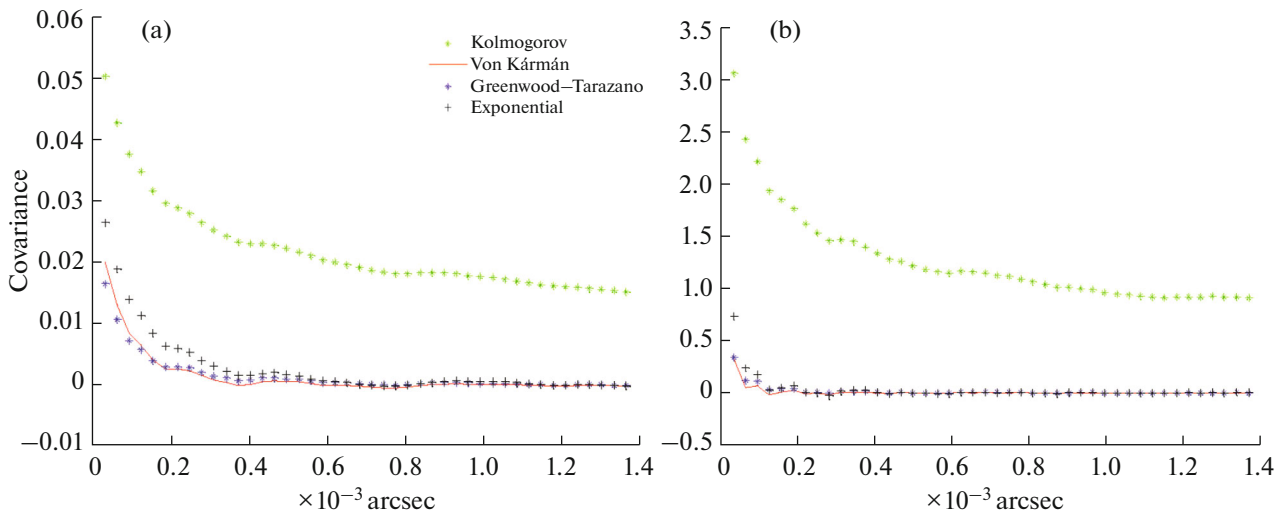 (a)
Kolmogorov
Von Kármán
Greenwood–Tarazano
Exponential
Covariance
0.06
0.05
0.04
0.03
0.02
0.01
0
−0.01
0 0.2 0.4 0.6 0.8 1.0 1.2 1.4
×10⁻³ arcsec
(b)
3.5
3.0
2.5
2.0
1.5
1.0
0.5
0
−0.5
0 0.2 0.4 0.6 0.8 1.0 1.2 1.4
×10⁻³ arcsec